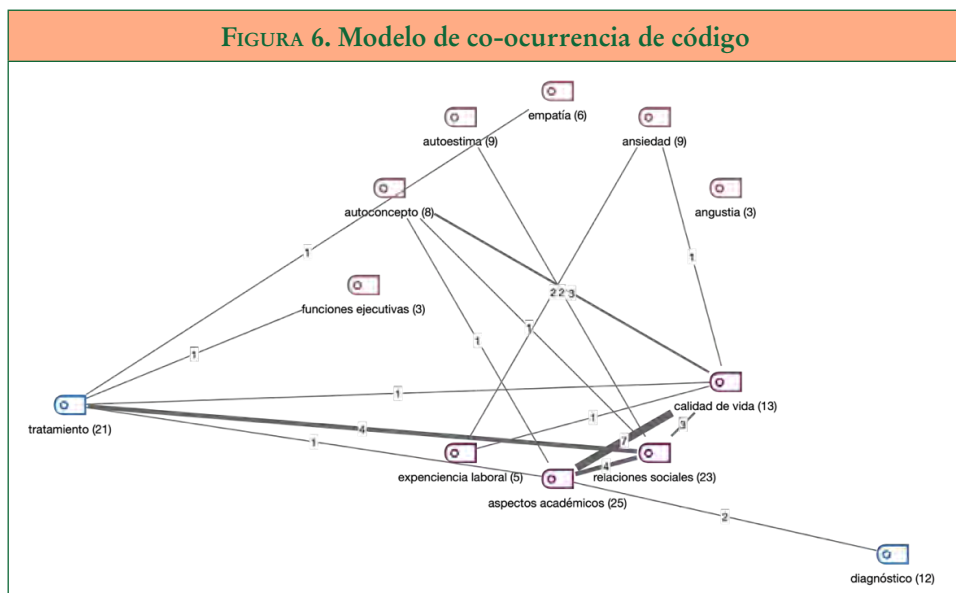 FIGURA 6. Modelo de co-ocurrencia de código
empatía (6)
autoestima (9)
ansiedad (9)
autoconcepto (8)
angustia (3)
1
1
funciones ejecutivas (3)
2 2 3
1
1
1
1
calidad de vida (13)
tratamiento (21)
4
1
1
7
3
4
expenciencia laboral (5)
relaciones sociales (23)
aspectos académicos (25)
2
diagnóstico (12)